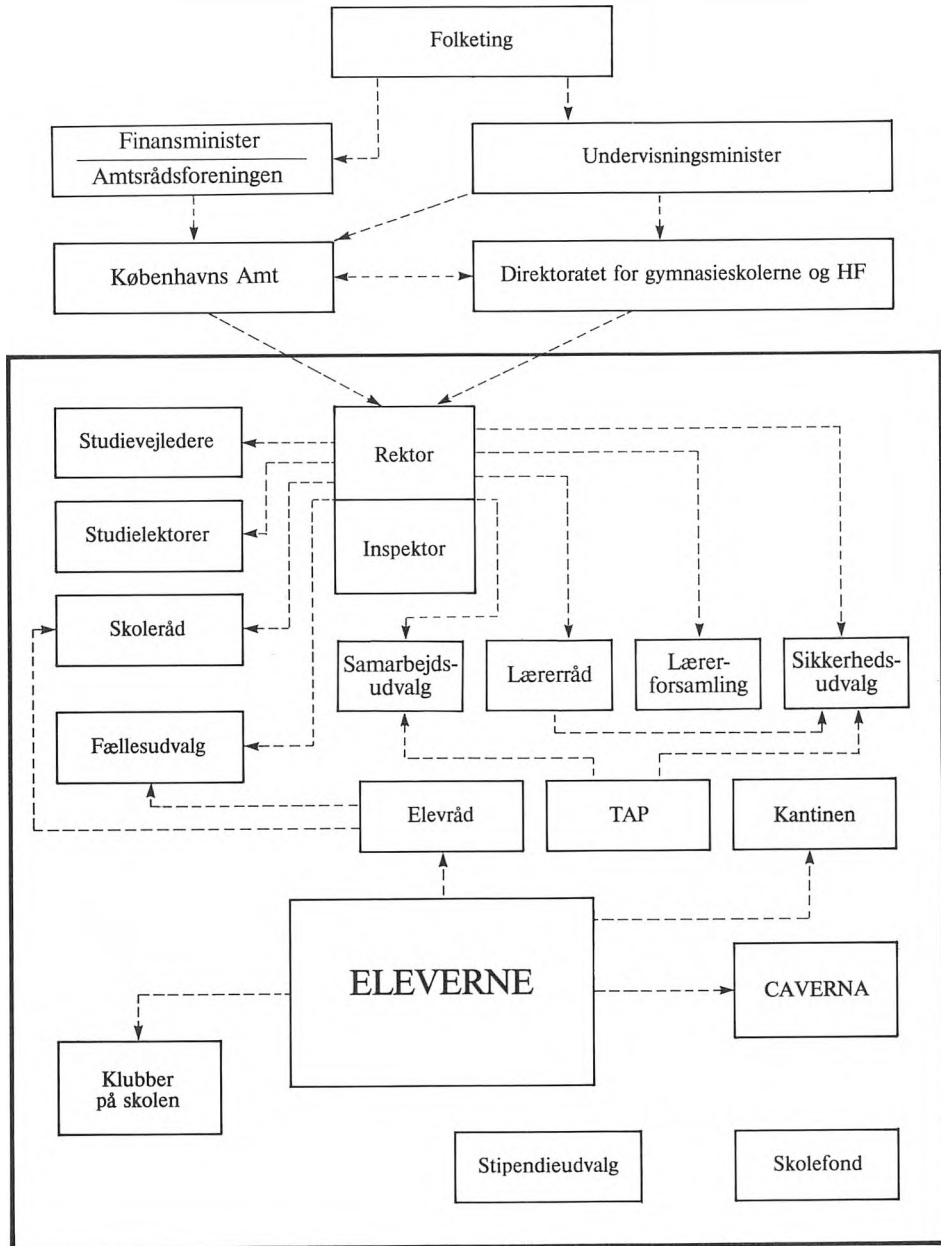 Folketing
Finansminister
Amtsrådsforeningen
Undervisningsminister
Københavns Amt
Direktoratet for gymnasieskolerne og HF
Studievejledere
Rektor
Studielektorer
Inspektor
Skoleråd
Samarbejds-
udvalg
Lærerråd
Lærer-
forsamling
Sikkerheds-
udvalg
Fællesudvalg
Elevråd
TAP
Kantinen
ELEVERNE
CAVERNA
Klubber
på skolen
Stipendieudvalg
Skolefond